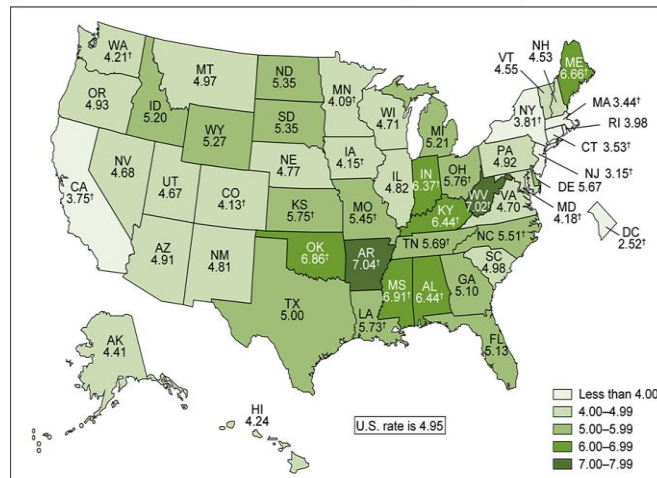 WA
4.21†
MT
4.97
ND
5.35
MN
4.09†
VT
4.55
NH
4.53
ME
6.66†
OR
4.93
ID
5.20
WY
5.27
SD
5.35
WI
4.71
MI
5.21
NY
3.81†
MA 3.44†
RI 3.98
CT 3.53†
NJ 3.15†
DE 5.67
MD
4.18†
DC
2.52†
CA
3.75†
NV
4.68
UT
4.67
CO
4.13†
NE
4.77
IA
4.15†
IL
4.82
IN
6.37†
OH
5.76†
PA
4.92
WV
7.02†
VA
4.70
KS
5.75†
MO
5.45†
KY
6.44†
TN 5.69†
NC 5.51†
SC
4.98
AZ
4.91
NM
4.81
OK
6.86†
AR
7.04†
MS
6.91†
AL
6.44†
GA
5.10
TX
5.00
LA
5.73†
FL
5.13
AK
4.41
HI
4.24
U.S. rate is 4.95
Less than 4.00
4.00–4.99
5.00–5.99
6.00–6.99
7.00–7.99